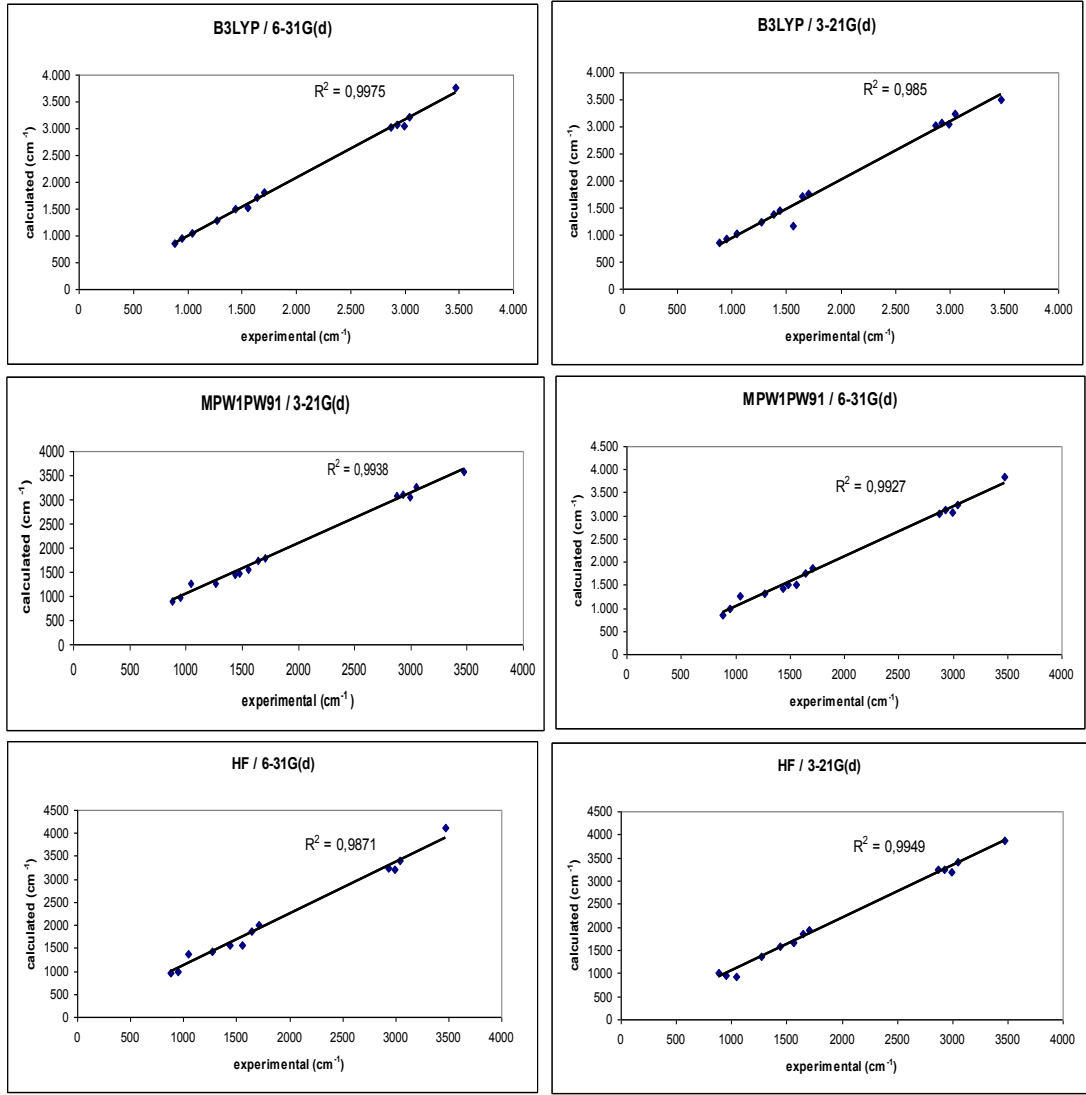 B3LYP / 6-31G(d)
R² = 0,9975
calculated (cm⁻¹)
4.000
3.500
3.000
2.500
2.000
1.500
1.000
500
0
0 500 1.000 1.500 2.000 2.500 3.000 3.500 4.000
experimental (cm⁻¹)
B3LYP / 3-21G(d)
R² = 0,985
calculated (cm⁻¹)
4.000
3.500
3.000
2.500
2.000
1.500
1.000
500
0
0 500 1.000 1.500 2.000 2.500 3.000 3.500 4.000
experimental (cm⁻¹)
MPW1PW91 / 3-21G(d)
R² = 0,9938
calculated (cm⁻¹)
4000
3500
3000
2500
2000
1500
1000
500
0
0 500 1000 1500 2000 2500 3000 3500 4000
experimental (cm⁻¹ )
MPW1PW91 / 6-31G(d)
R² = 0,9927
calculated (cm⁻¹)
4.500
4.000
3.500
3.000
2.500
2.000
1.500
1.000
500
0
0 500 1000 1500 2000 2500 3000 3500 4000
experimental (cm⁻¹)
HF / 6-31G(d)
R² = 0,9871
calculated (cm⁻¹)
4500
4000
3500
3000
2500
2000
1500
1000
500
0
0 500 1000 1500 2000 2500 3000 3500 4000
experimental (cm⁻¹)
HF / 3-21G(d)
R² = 0,9949
calculated (cm⁻¹)
4500
4000
3500
3000
2500
2000
1500
1000
500
0
0 500 1000 1500 2000 2500 3000 3500 4000
experimental (cm⁻¹)